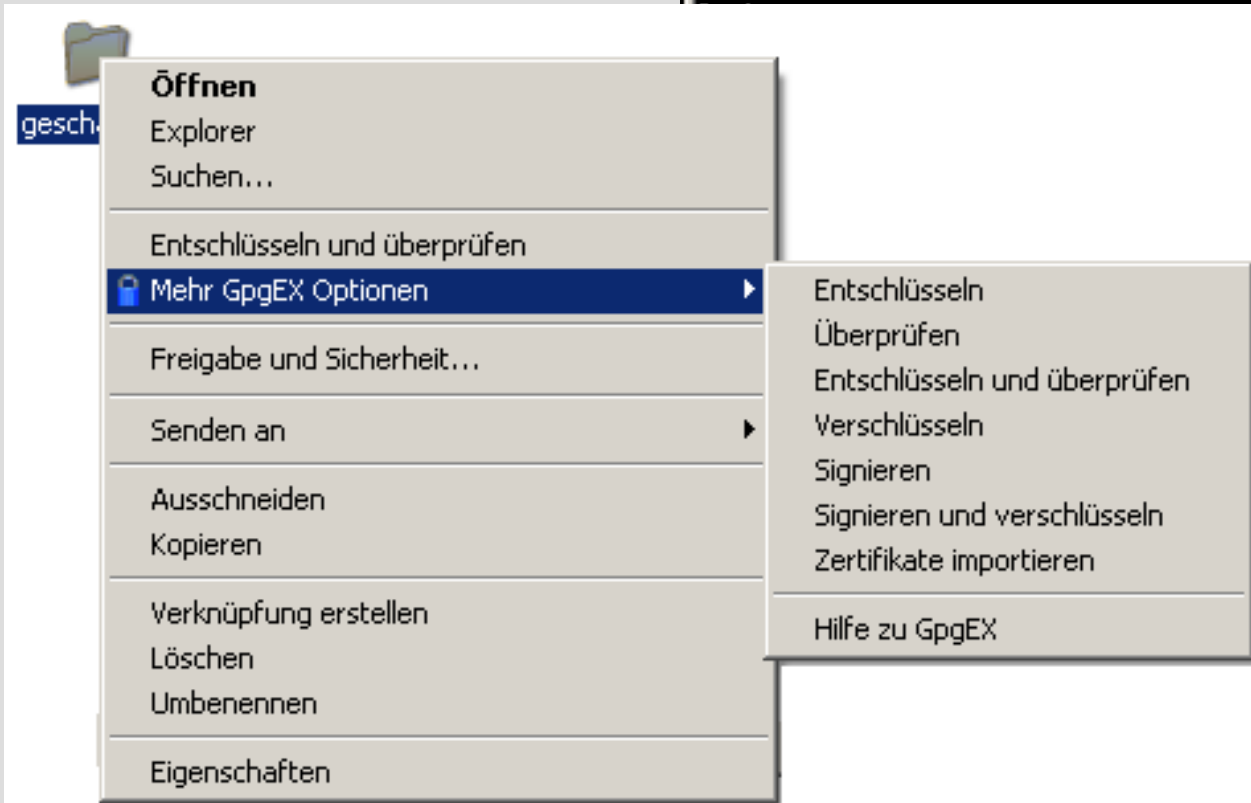 Öffnen
Explorer
Suchen...
Entschlüsseln und überprüfen
Mehr GpgEX Optionen
Freigabe und Sicherheit...
Senden an
Ausschneiden
Kopieren
Verknüpfung erstellen
Löschen
Umbenennen
Eigenschaften
Entschlüsseln
Überprüfen
Entschlüsseln und überprüfen
Verschlüsseln
Signieren
Signieren und verschlüsseln
Zertifikate importieren
Hilfe zu GpgEX